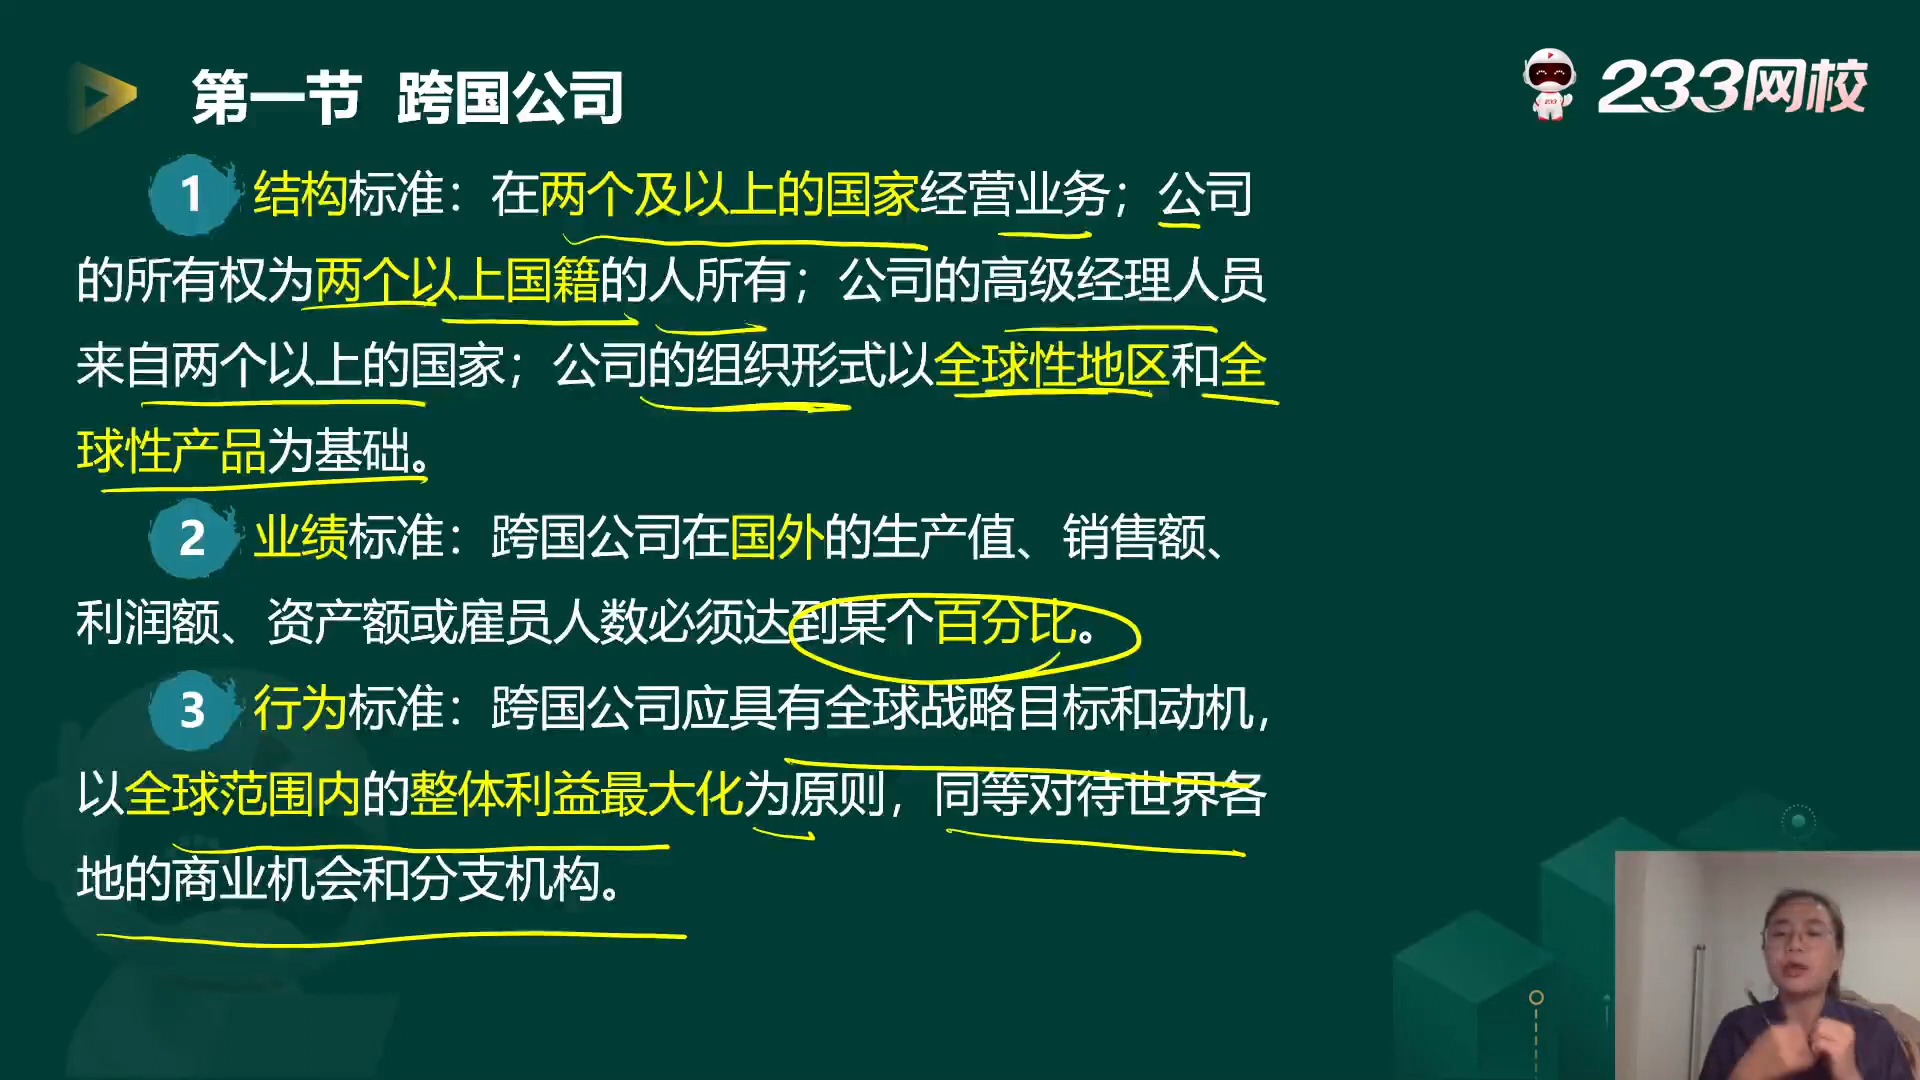 第一节 跨国公司
233网校
1 结构标准：在两个及以上的国家经营业务；公司
的所有权为两个以上国籍的人所有；公司的高级经理人员
来自两个以上的国家；公司的组织形式以全球性地区和全
球性产品为基础。
2 业绩标准：跨国公司在国外的生产值、销售额、
利润额、资产额或雇员人数必须达到某个百分比。
3 行为标准：跨国公司应具有全球战略目标和动机，
以全球范围内的整体利益最大化为原则，同等对待世界各
地的商业机会和分支机构。